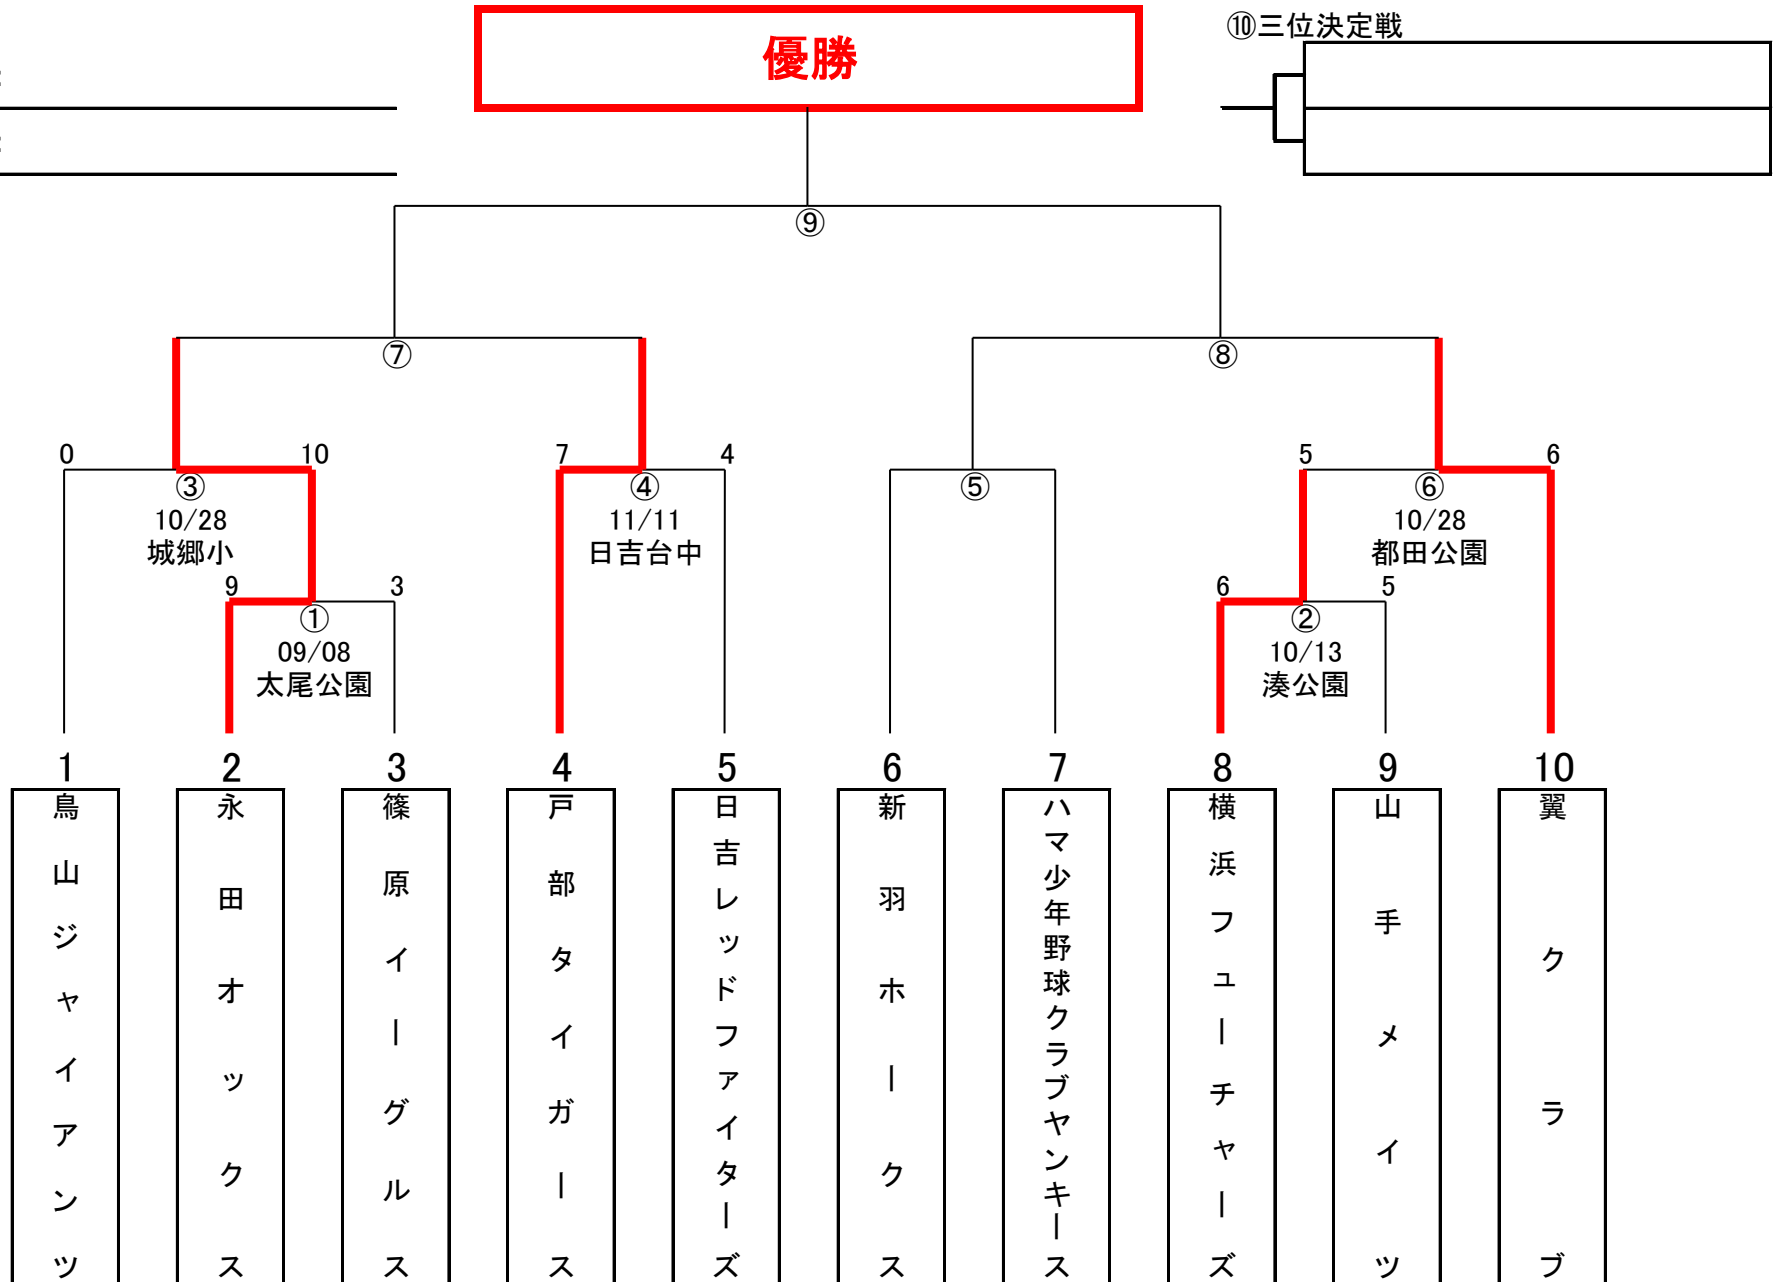 優勝
⑩三位決定戦
:
:
⑨
⑦
⑧
0
10
7
4
5
6
③
④
⑤
⑥
10/28
城郷小
11/11
日吉台中
10/28
都田公園
9
3
6
5
①
②
09/08
太尾公園
10/13
湊公園
1
2
3
4
5
6
7
8
9
10
鳥山ジャイアンツ
永田オックス
篠原イーグルス
戸部タイガース
日吉レッドファイターズ
新羽ホークス
ハマ少年野球クラブヤンキース
横浜フューチャーズ
山手メイツ
翼クラブ